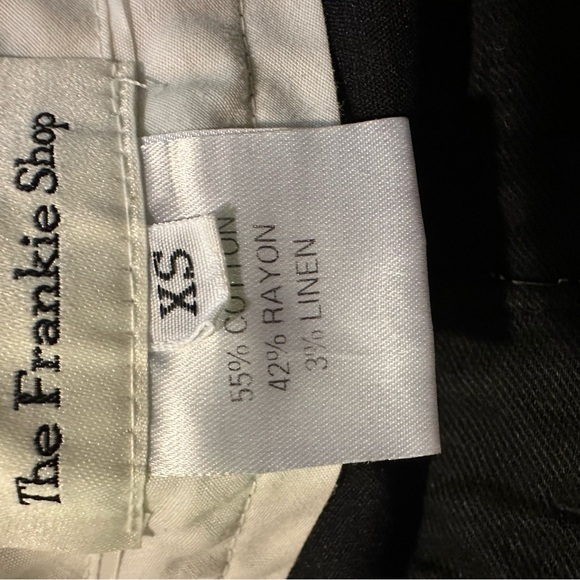 The Frankie Shop
XS
55% COTTON
42% RAYON
3% LINEN